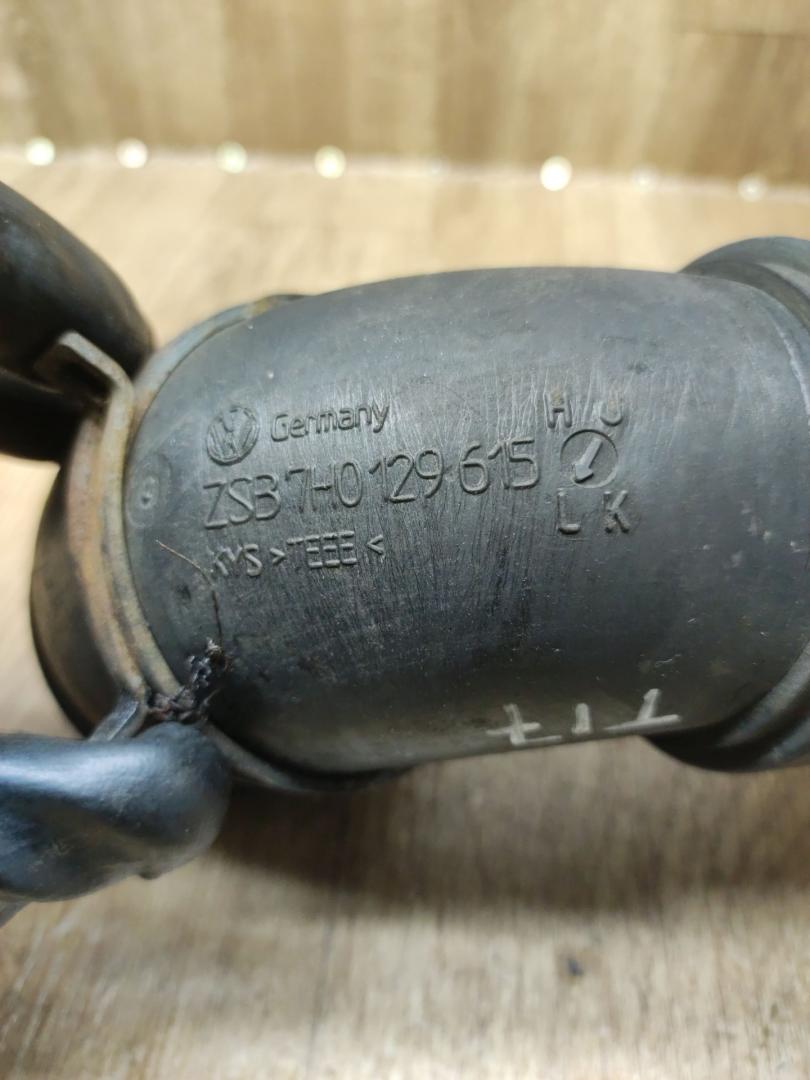 Germany
ZSB 7H0 129 615
>TEEE<
H J
L K